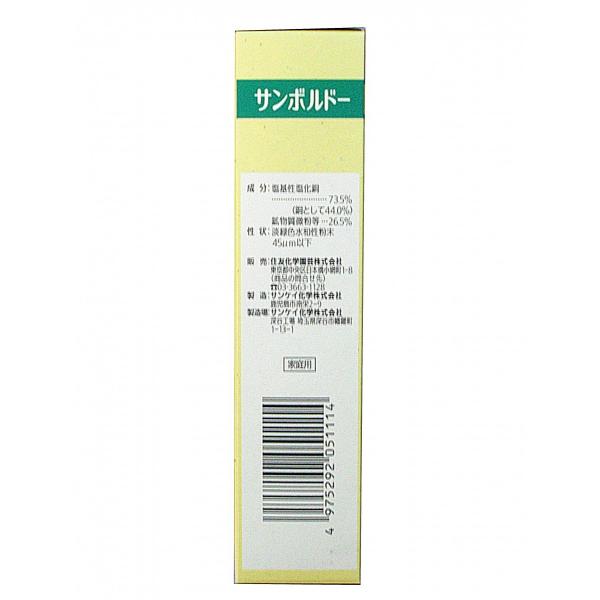 サンボルドー
成 分:塩基性塩化銅
…………………73.5%
(銅として44.0%)
鉱物質微粉等…26.5%
性 状:淡緑色水和性粉末
45μm以下
販 売:住友化学園芸株式会社
東京都中央区日本橋小網町1-8
(商品の問合せ先)
☎03-3663-1128
製 造:サンケイ化学株式会社
鹿児島市南栄2-9
製造場:サンケイ化学株式会社
深谷工場 埼玉県深谷市幡羅町
1-13-1
家庭用
4 975292 051114